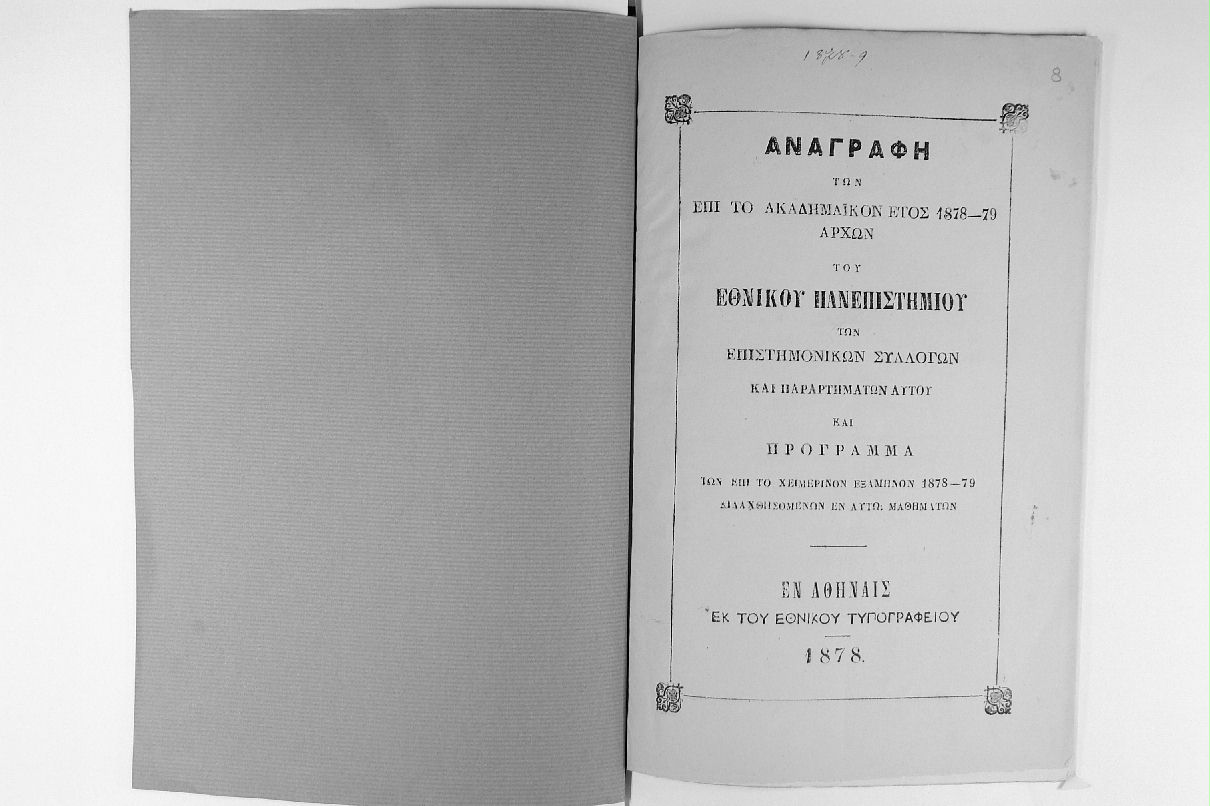 1878-9
8
ΑΝΑΓΡΑΦΗ
ΤΩΝ
ΕΠΙ ΤΟ ΑΚΑΔΗΜΑΪΚΟΝ ΕΤΟΣ 1878—79
ΑΡΧΩΝ
ΤΟΥ
ΕΘΝΙΚΟΥ ΠΑΝΕΠΙΣΤΗΜΙΟΥ
ΤΩΝ
ΕΠΙΣΤΗΜΟΝΙΚΩΝ ΣΥΛΛΟΓΩΝ
ΚΑΙ ΠΑΡΑΡΤΗΜΑΤΩΝ ΑΥΤΟΥ
ΚΑΙ
ΠΡΟΓΡΑΜΜΑ
ΤΩΝ ΕΠΙ ΤΟ ΧΕΙΜΕΡΙΝΟΝ ΕΞΑΜΗΝΟΝ 1878—79
ΔΙΔΑΧΘΗΣΟΜΕΝΩΝ ΕΝ ΑΥΤΩι ΜΑΘΗΜΑΤΩΝ
ΕΝ ΑΘΗΝΑΙΣ
ΕΚ ΤΟΥ ΕΘΝΙΚΟΥ ΤΥΠΟΓΡΑΦΕΙΟΥ
1878.